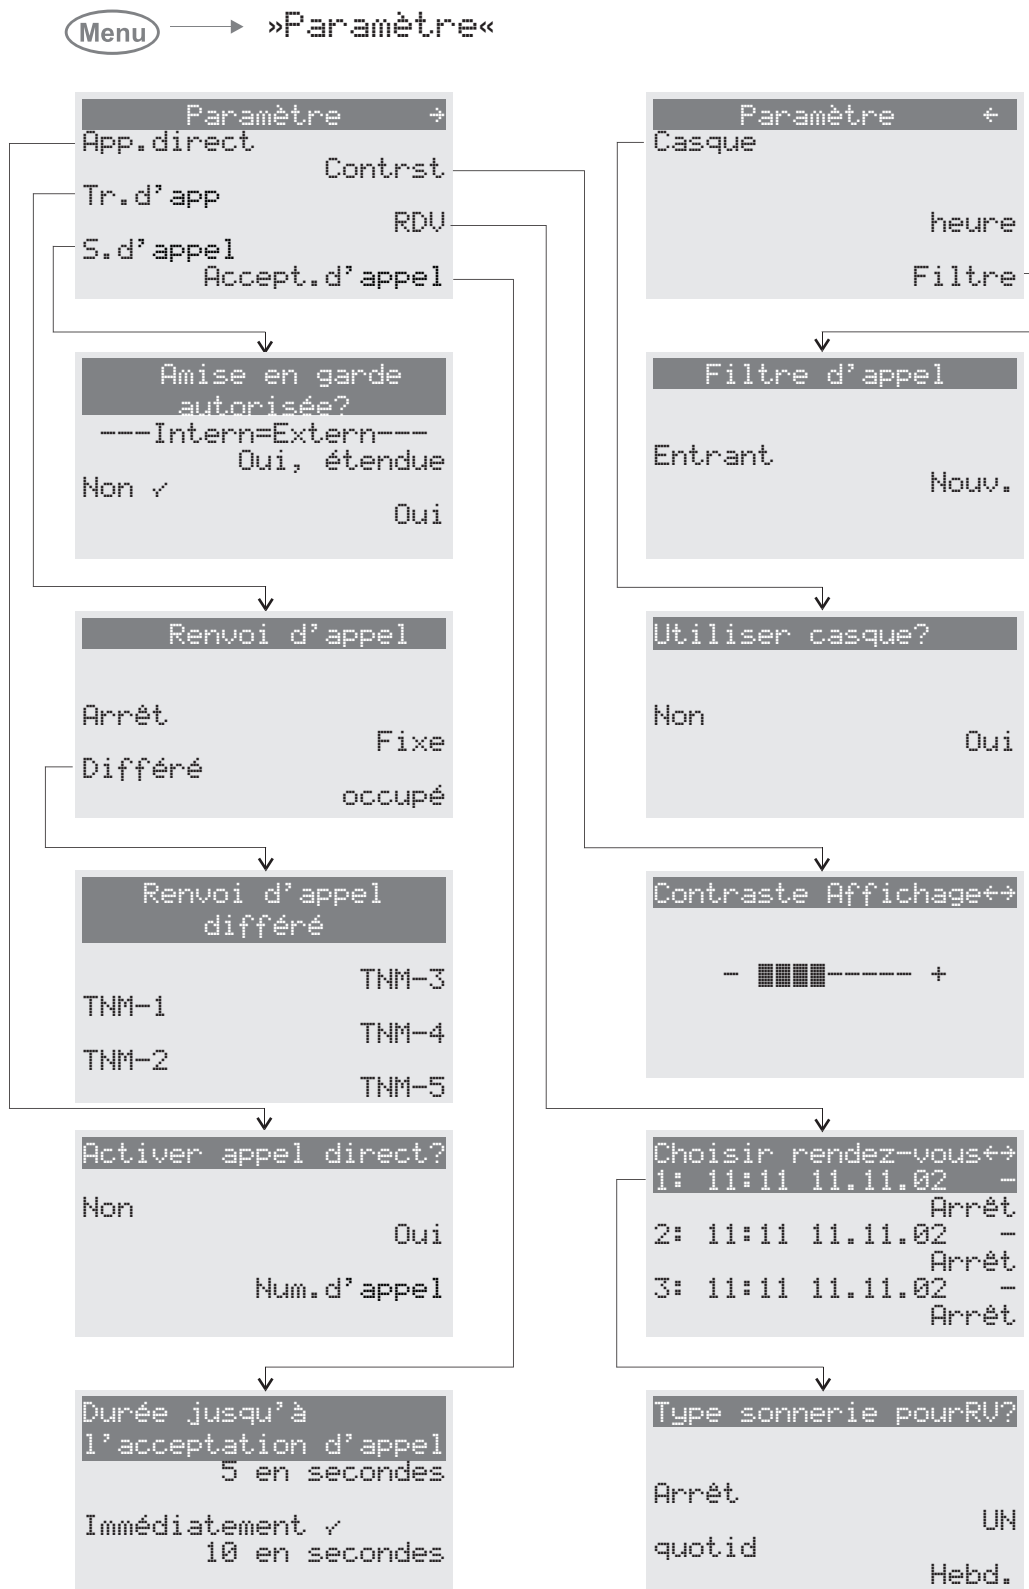 Menu »Paramètre«
Paramètre →
App.direct
Contrst
Tr.d'app
RDV
S.d'appel
Accept.d'appel
Amise en garde
autorisée?
---Intern=Extern---
Oui, étendue
Non ✓
Oui
Renvoi d'appel
Arrêt
Fixe
Différé
occupé
Renvoi d'appel
différé
TNM-3
TNM-1
TNM-4
TNM-2
TNM-5
Activer appel direct?
Non
Oui
Num.d'appel
Durée jusqu'à
l'acceptation d'appel
5 en secondes
Immédiatement ✓
10 en secondes
Paramètre ←
Casque
heure
Filtre
Filtre d'appel
Entrant
Nouv.
Utiliser casque?
Non
Oui
Contraste Affichage←→
- ▓▓▓▓----- +
Choisir rendez-vous←→
1: 11:11 11.11.02 -
Arrêt
2: 11:11 11.11.02 -
Arrêt
3: 11:11 11.11.02 -
Arrêt
Type sonnerie pourRV?
Arrêt
UN
quotid
Hebd.